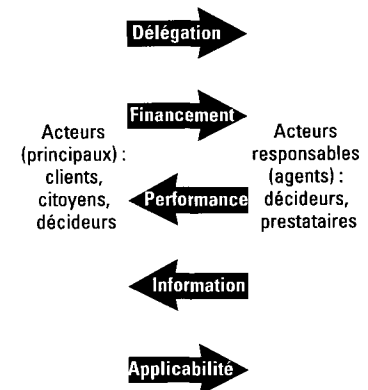 Délégation
Financement
Acteurs
(principaux) :
clients,
citoyens,
décideurs
Acteurs
responsables
(agents) :
décideurs,
prestataires
Performance
Information
Applicabilité